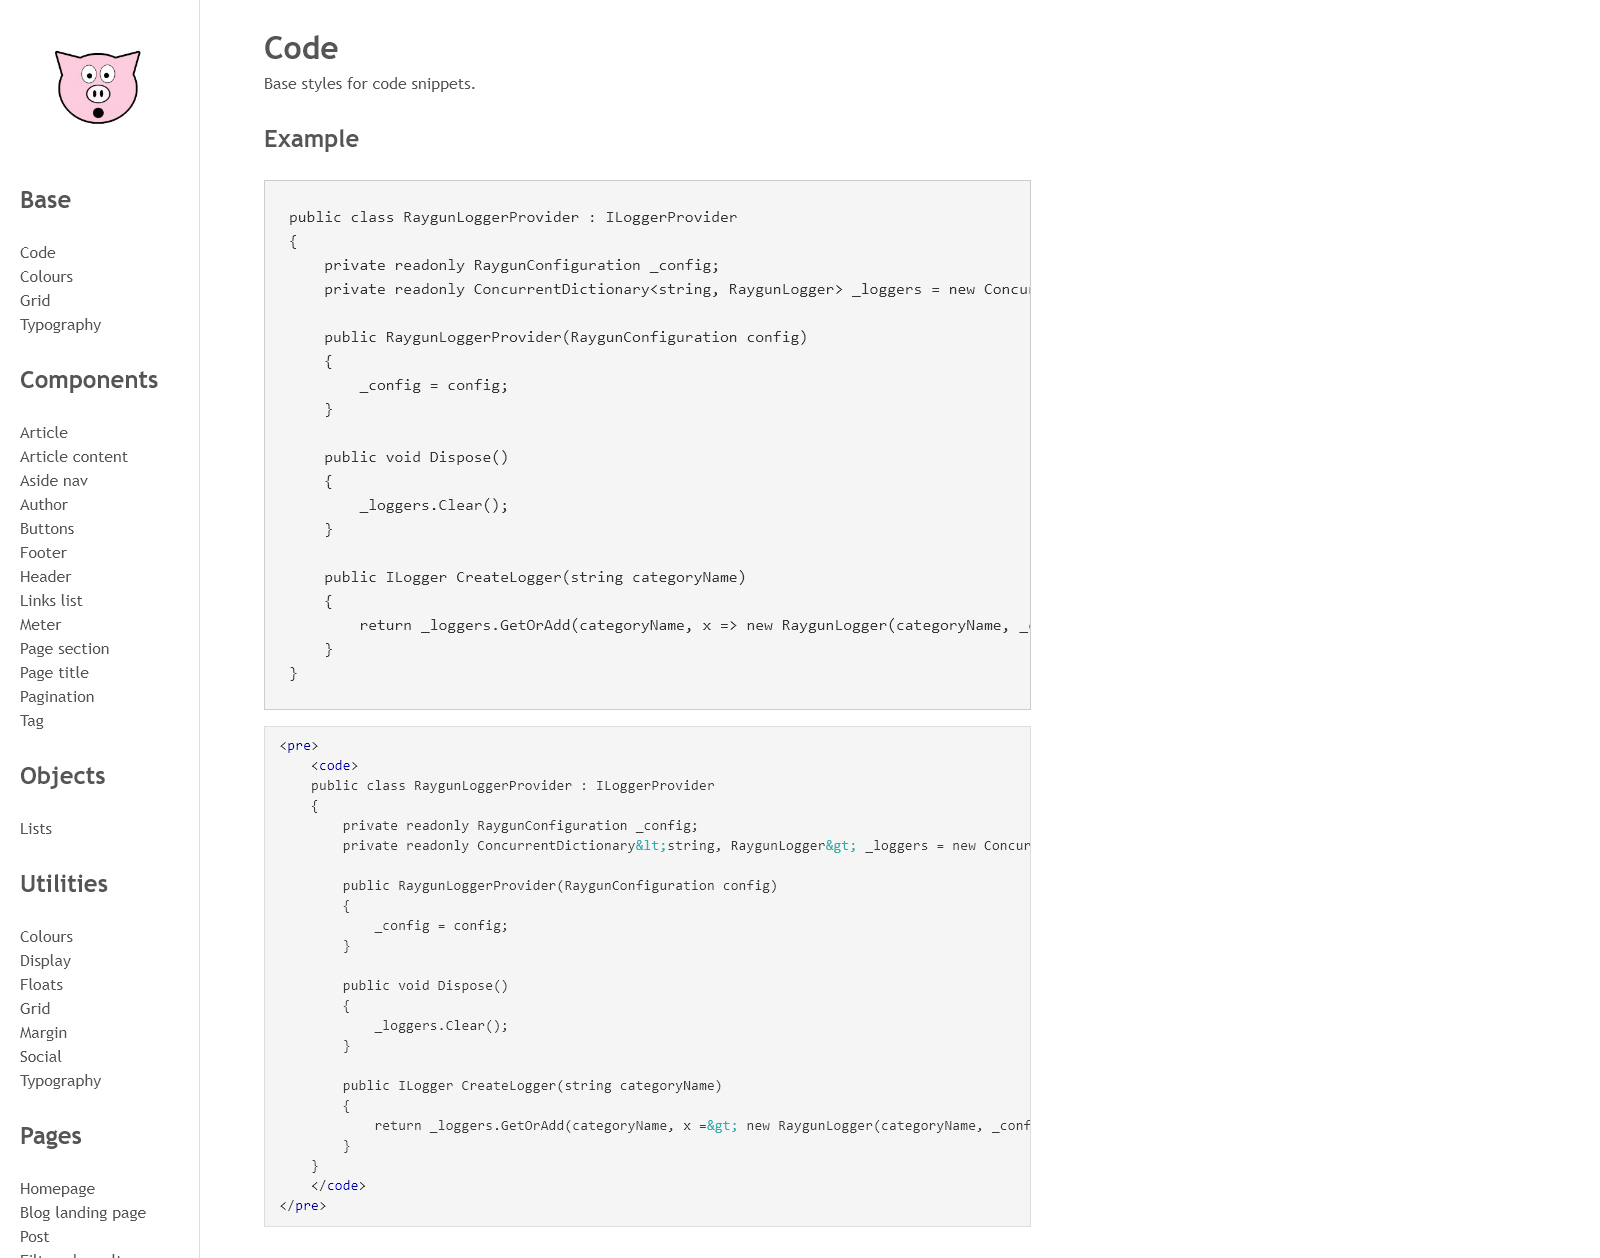 Base
Code
Colours
Grid
Typography
Components
Article
Article content
Aside nav
Author
Buttons
Footer
Header
Links list
Meter
Page section
Page title
Pagination
Tag
Objects
Lists
Utilities
Colours
Display
Floats
Grid
Margin
Social
Typography
Pages
Homepage
Blog landing page
Post
Code
Base styles for code snippets.
Example
public class RaygunLoggerProvider : ILoggerProvider
{
    private readonly RaygunConfiguration _config;
    private readonly ConcurrentDictionary<string, RaygunLogger> _loggers = new Concur
    public RaygunLoggerProvider(RaygunConfiguration config)
    {
        _config = config;
    }
    public void Dispose()
    {
        _loggers.Clear();
    }
    public ILogger CreateLogger(string categoryName)
    {
        return _loggers.GetOrAdd(categoryName, x => new RaygunLogger(categoryName, _c
    }
}
<pre>
    <code>
    public class RaygunLoggerProvider : ILoggerProvider
    {
        private readonly RaygunConfiguration _config;
        private readonly ConcurrentDictionary&lt;string, RaygunLogger&gt; _loggers = new Concur
        public RaygunLoggerProvider(RaygunConfiguration config)
        {
            _config = config;
        }
        public void Dispose()
        {
            _loggers.Clear();
        }
        public ILogger CreateLogger(string categoryName)
        {
            return _loggers.GetOrAdd(categoryName, x =&gt; new RaygunLogger(categoryName, _conf
        }
    }
    </code>
</pre>